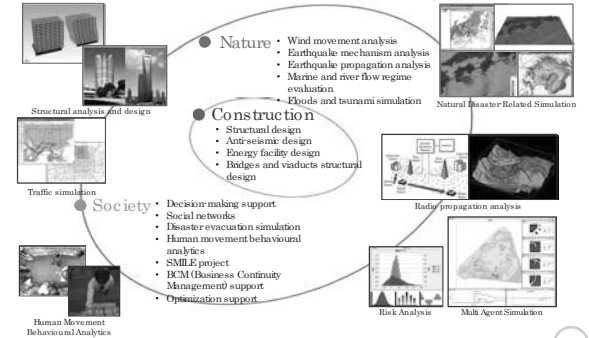 Nature
• Wind movement analysis
• Earthquake mechanism analysis
• Earthquake propagation analysis
• Marine and river flow regime
evaluation
• Floods and tsunami simulation
Structural analysis and design
Natural Disaster-Related Simulation
Construction
• Structural design
• Anti-seismic design
• Energy facility design
• Bridges and viaducts structural
design
Traffic simulation
Radio propagation analysis
Society
• Decision-making support
• Social networks
• Disaster evacuation simulation
• Human movement behavioural
analytics
• SMILE project
• BCM (Business Continuity
Management) support
• Optimization support
Human Movement
Behavioural Analytics
Risk Analysis
Multi Agent Simulation